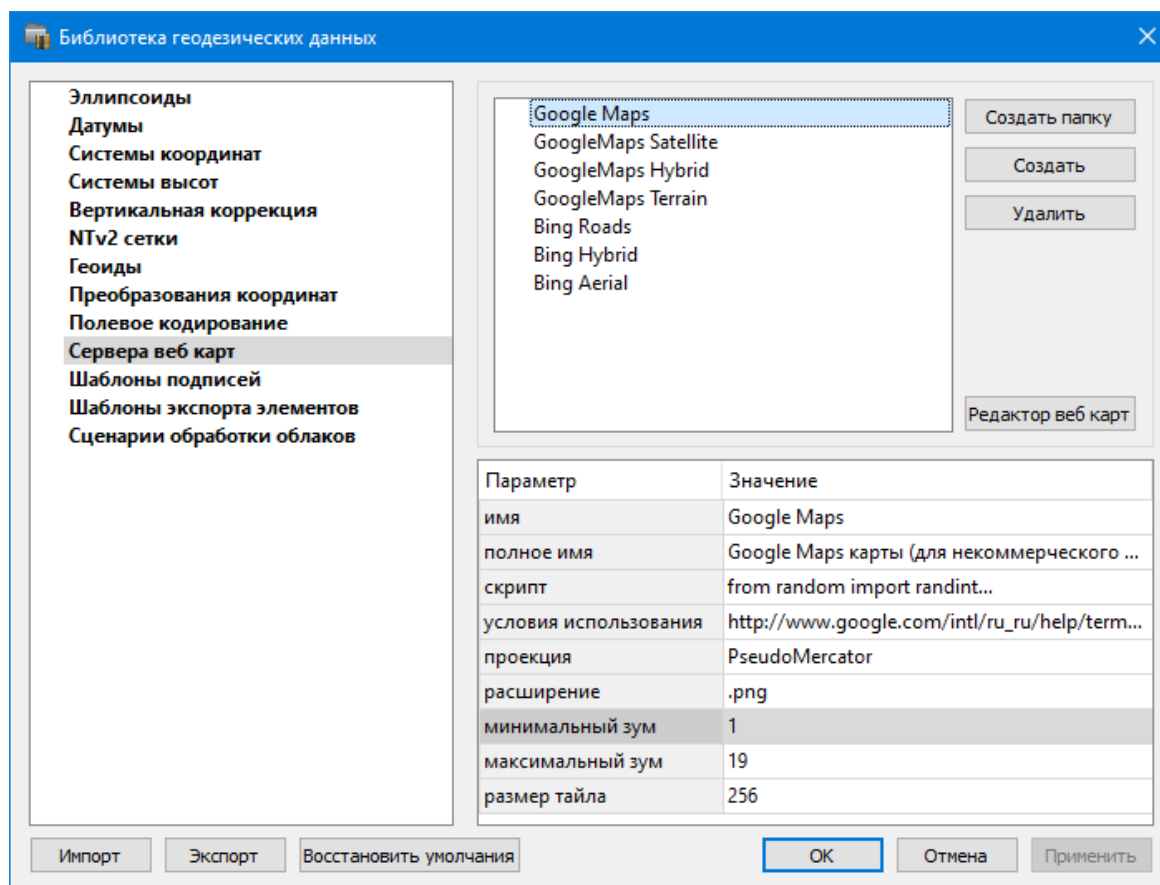 Библиотека геодезических данных
Эллипсоиды
Датумы
Системы координат
Системы высот
Вертикальная коррекция
NTv2 сетки
Геоиды
Преобразования координат
Полевое кодирование
Сервера веб карт
Шаблоны подписей
Шаблоны экспорта элементов
Сценарии обработки облаков
Google Maps
GoogleMaps Satellite
GoogleMaps Hybrid
GoogleMaps Terrain
Bing Roads
Bing Hybrid
Bing Aerial
Создать папку
Создать
Удалить
Редактор веб карт
Параметр Значение
имя Google Maps
полное имя Google Maps карты (для некоммерческого ...
скрипт from random import randint...
условия использования http://www.google.com/intl/ru_ru/help/term...
проекция PseudoMercator
расширение .png
минимальный зум 1
максимальный зум 19
размер тайла 256
Импорт Экспорт Восстановить умолчания OK Отмена Применить